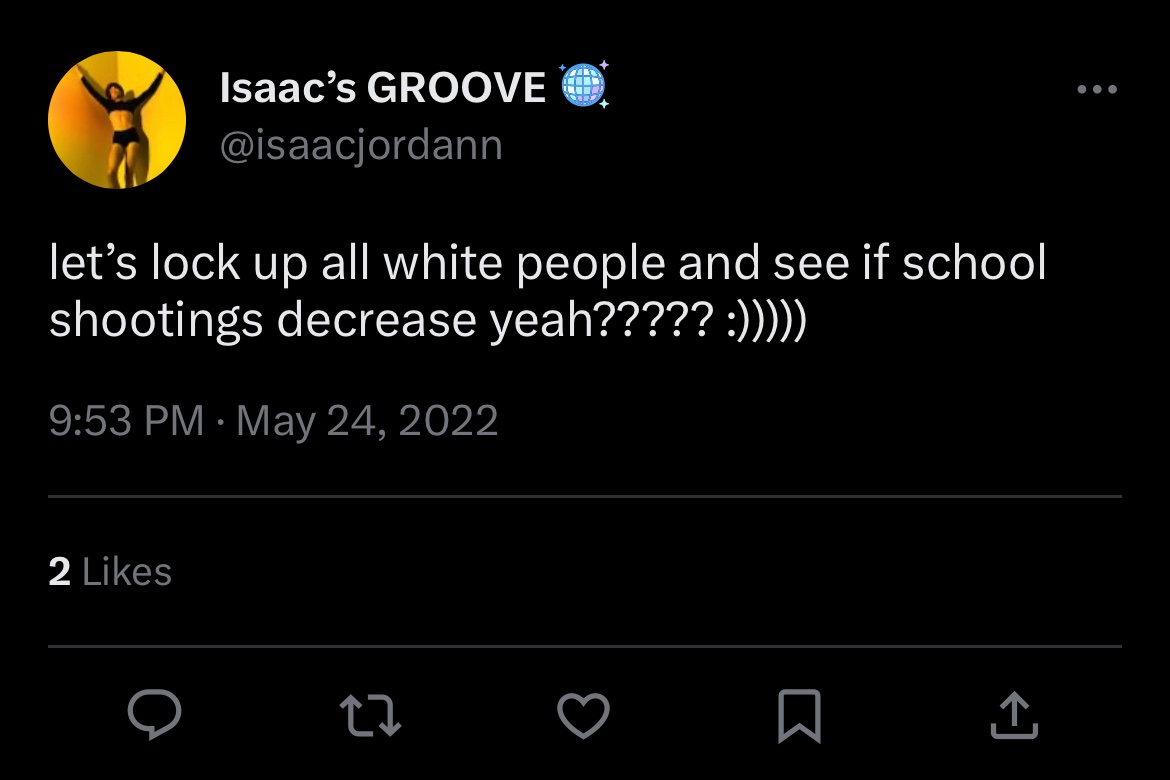 Isaac’s GROOVE 🪩
@isaacjordann
let’s lock up all white people and see if school
shootings decrease yeah????? :)))))
9:53 PM · May 24, 2022
2 Likes